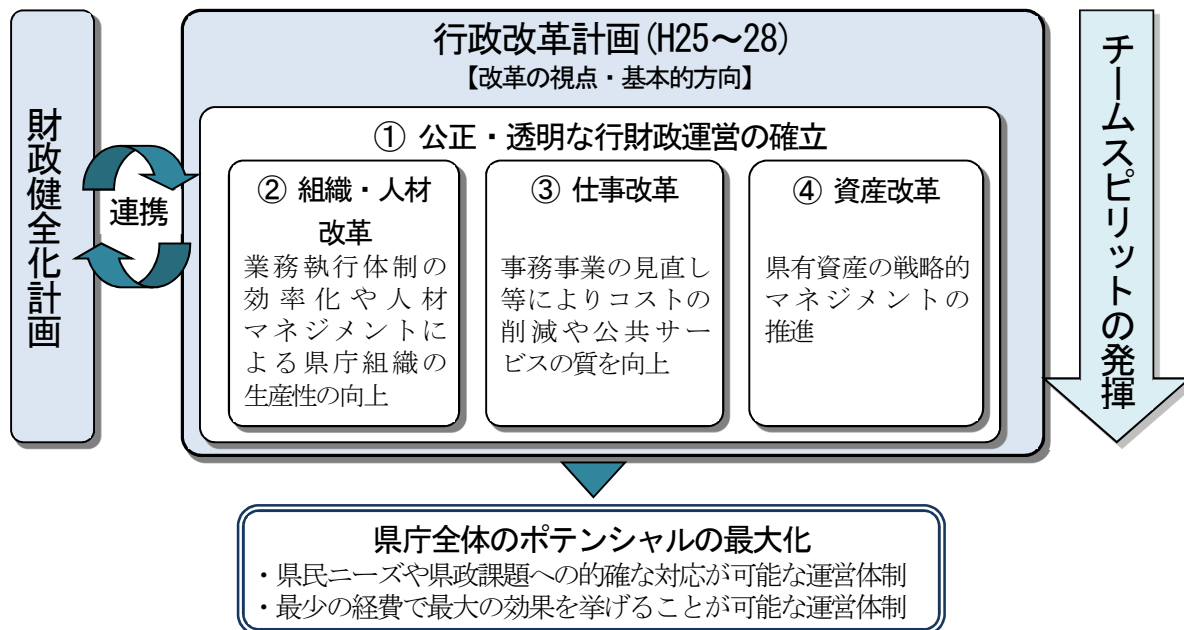 財政健全化計画
連携
行政改革計画(H25～28)
【改革の視点・基本的方向】
① 公正・透明な行財政運営の確立
② 組織・人材
改革
業務執行体制の
効率化や人材
マネジメントに
よる県庁組織の
生産性の向上
③ 仕事改革
事務事業の見直し
等によりコストの
削減や公共サー
ビスの質を向上
④ 資産改革
県有資産の戦略的
マネジメントの
推進
チームスピリットの発揮
県庁全体のポテンシャルの最大化
・県民ニーズや県政課題への的確な対応が可能な運営体制
・最少の経費で最大の効果を挙げることが可能な運営体制